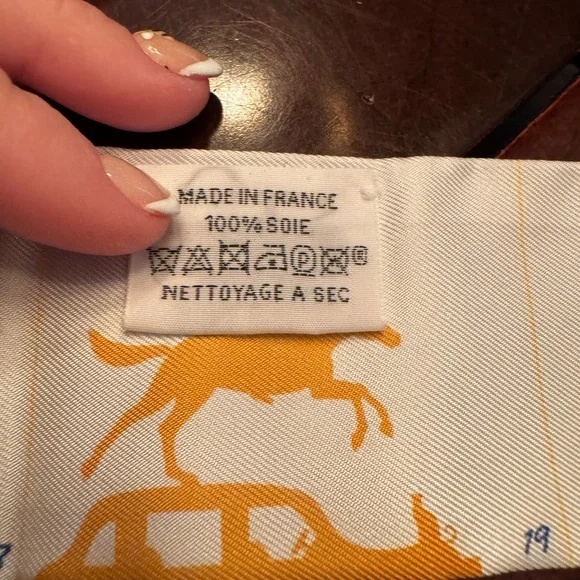 MADE IN FRANCE
100% SOIE
®
NETTOYAGE A SEC
19